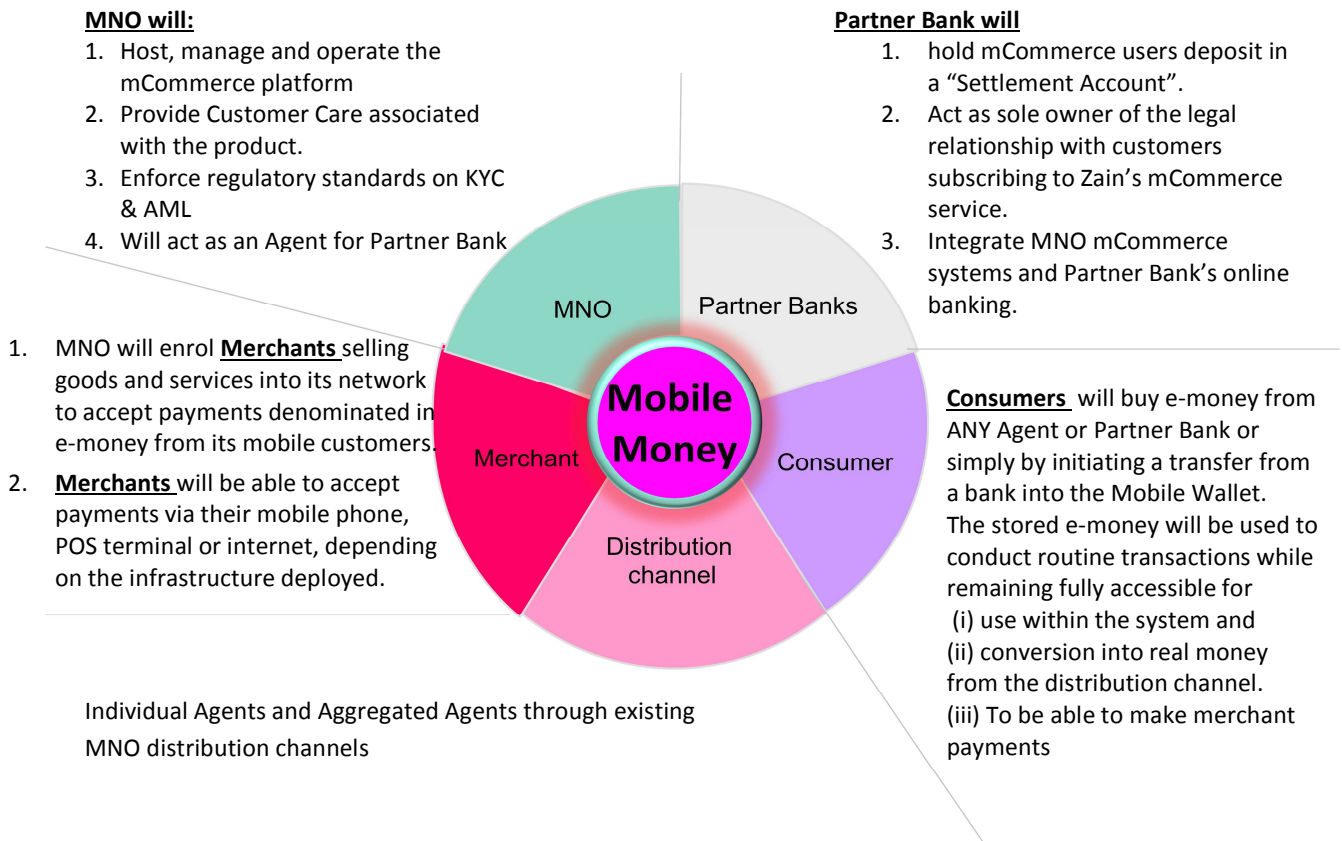 MNO will:
1. Host, manage and operate the
mCommerce platform
2. Provide Customer Care associated
with the product.
3. Enforce regulatory standards on KYC
& AML
4. Will act as an Agent for Partner Bank
Partner Bank will
1. hold mCommerce users deposit in
a “Settlement Account”.
2. Act as sole owner of the legal
relationship with customers
subscribing to Zain’s mCommerce
service.
3. Integrate MNO mCommerce
systems and Partner Bank’s online
banking.
MNO
Partner Banks
Mobile
Money
Merchant
Consumer
Distribution
channel
1. MNO will enrol Merchants selling
goods and services into its network
to accept payments denominated in
e-money from its mobile customers.
2. Merchants will be able to accept
payments via their mobile phone,
POS terminal or internet, depending
on the infrastructure deployed.
Consumers will buy e-money from
ANY Agent or Partner Bank or
simply by initiating a transfer from
a bank into the Mobile Wallet.
The stored e-money will be used to
conduct routine transactions while
remaining fully accessible for
(i) use within the system and
(ii) conversion into real money
from the distribution channel.
(iii) To be able to make merchant
payments
Individual Agents and Aggregated Agents through existing
MNO distribution channels